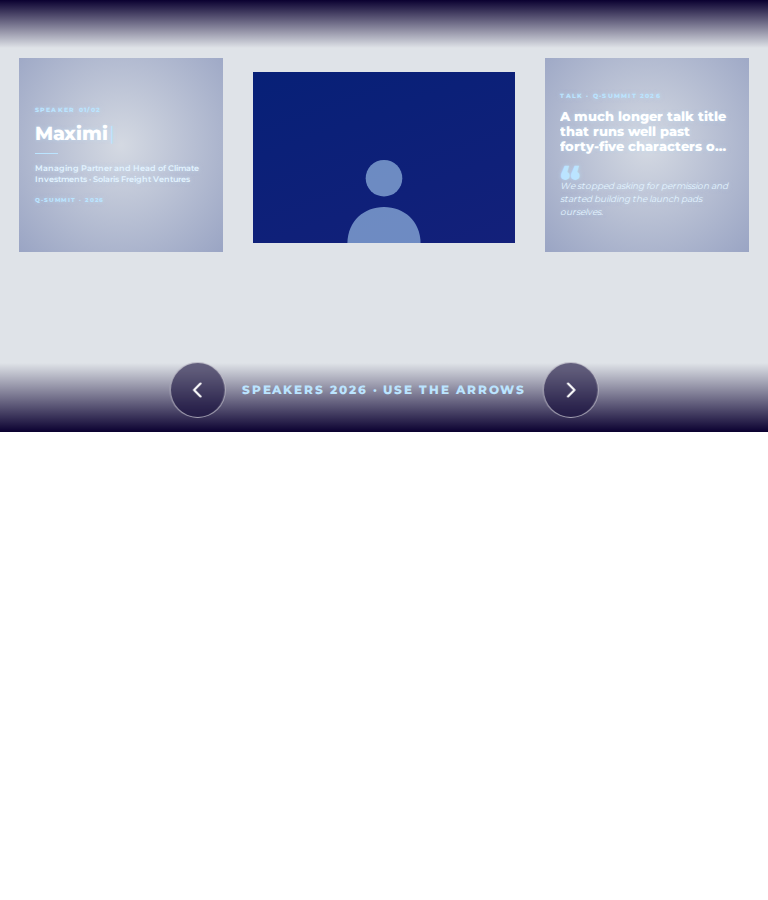 SPEAKER 01/02
Maximi
Managing Partner and Head of Climate
Investments · Solaris Freight Ventures
Q-SUMMIT · 2026
TALK · Q-SUMMIT 2026
A much longer talk title
that runs well past
forty-five characters o...
“
We stopped asking for permission and
started building the launch pads
ourselves.
SPEAKERS 2026 · USE THE ARROWS